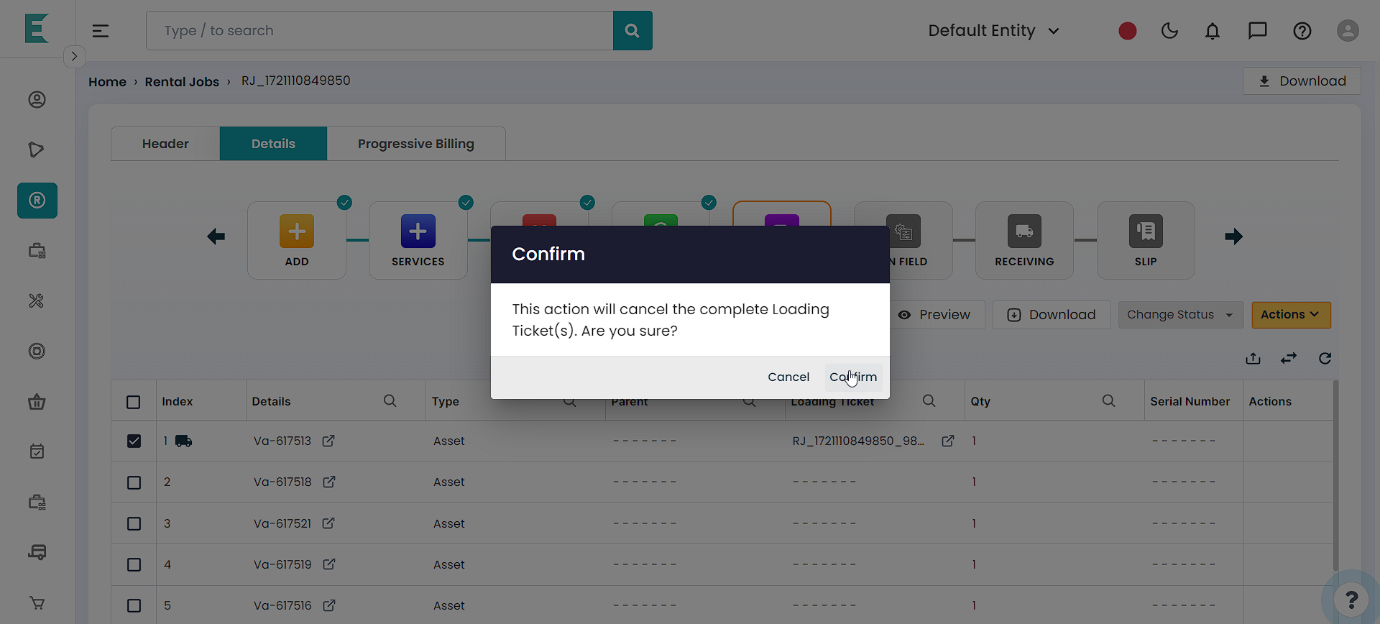 Type / to search
Default Entity
Home › Rental Jobs › RJ_1721110849850
Download
Header
Details
Progressive Billing
ADD
SERVICES
FIELD
RECEIVING
SLIP
Confirm
This action will cancel the complete Loading
Ticket(s). Are you sure?
Cancel
Confirm
Preview
Download
Change Status
Actions
Index Details Type Parent Loading Ticket Qty Serial Number Actions
1 Va-617513 Asset - - - - - - - RJ_1721110849850_98... 1 - - - - - - -
2 Va-617518 Asset - - - - - - - - - - - - - - 1 - - - - - - -
3 Va-617521 Asset - - - - - - - - - - - - - - 1 - - - - - - -
4 Va-617519 Asset - - - - - - - - - - - - - - 1 - - - - - - -
5 Va-617516 Asset - - - - - - - - - - - - - - 1 - - - - - - -